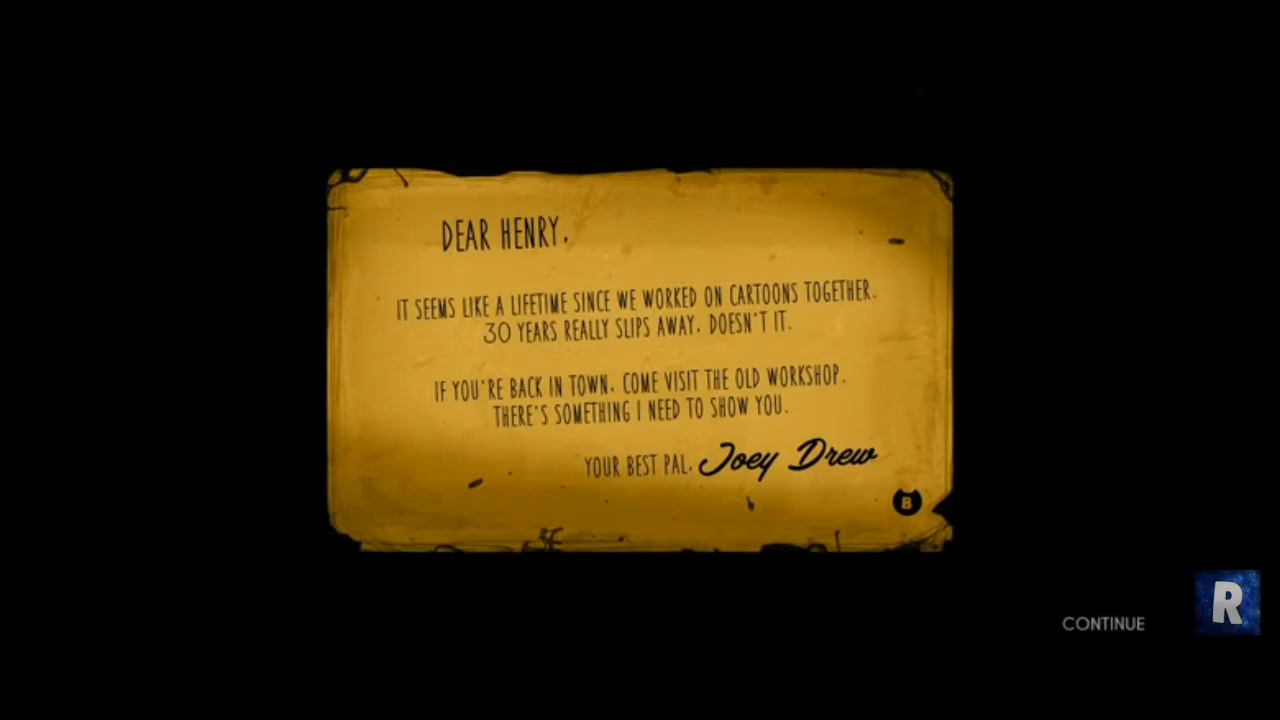 DEAR HENRY,
IT SEEMS LIKE A LIFETIME SINCE WE WORKED ON CARTOONS TOGETHER.
30 YEARS REALLY SLIPS AWAY, DOESN'T IT.
IF YOU'RE BACK IN TOWN, COME VISIT THE OLD WORKSHOP.
THERE'S SOMETHING I NEED TO SHOW YOU.
YOUR BEST PAL, Joey Drew
B
CONTINUE
R